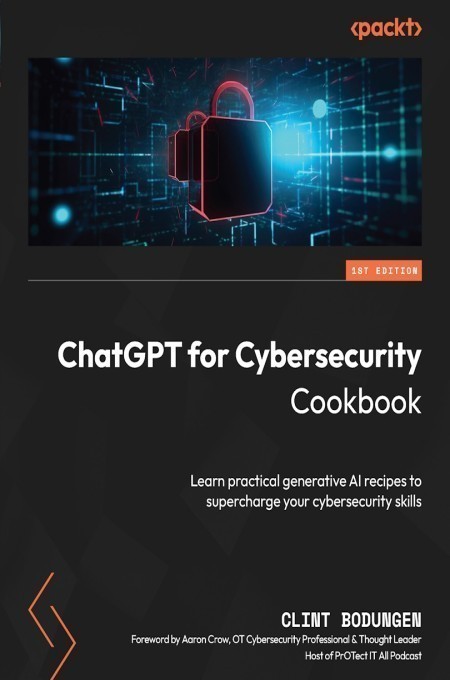 <packt>
1ST EDITION
ChatGPT for Cybersecurity
Cookbook
Learn practical generative AI recipes to
supercharge your cybersecurity skills
CLINT BODUNGEN
Foreword by Aaron Crow, OT Cybersecurity Professional & Thought Leader
Host of PrOTect IT All Podcast